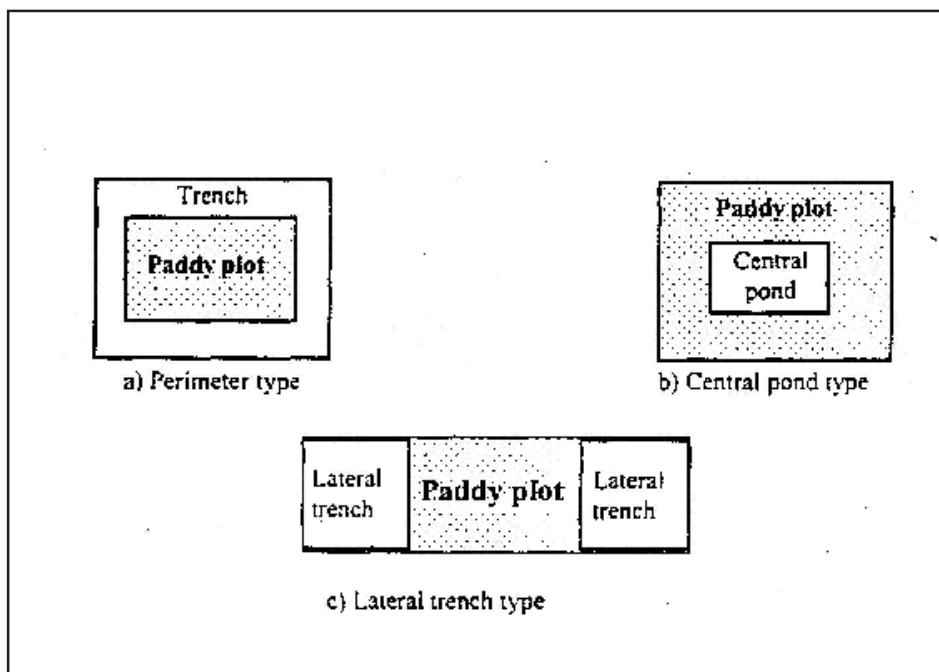 Trench
Paddy plot
a) Perimeter type
Paddy plot
Central
pond
b) Central pond type
Lateral
trench
Paddy plot
Lateral
trench
c) Lateral trench type